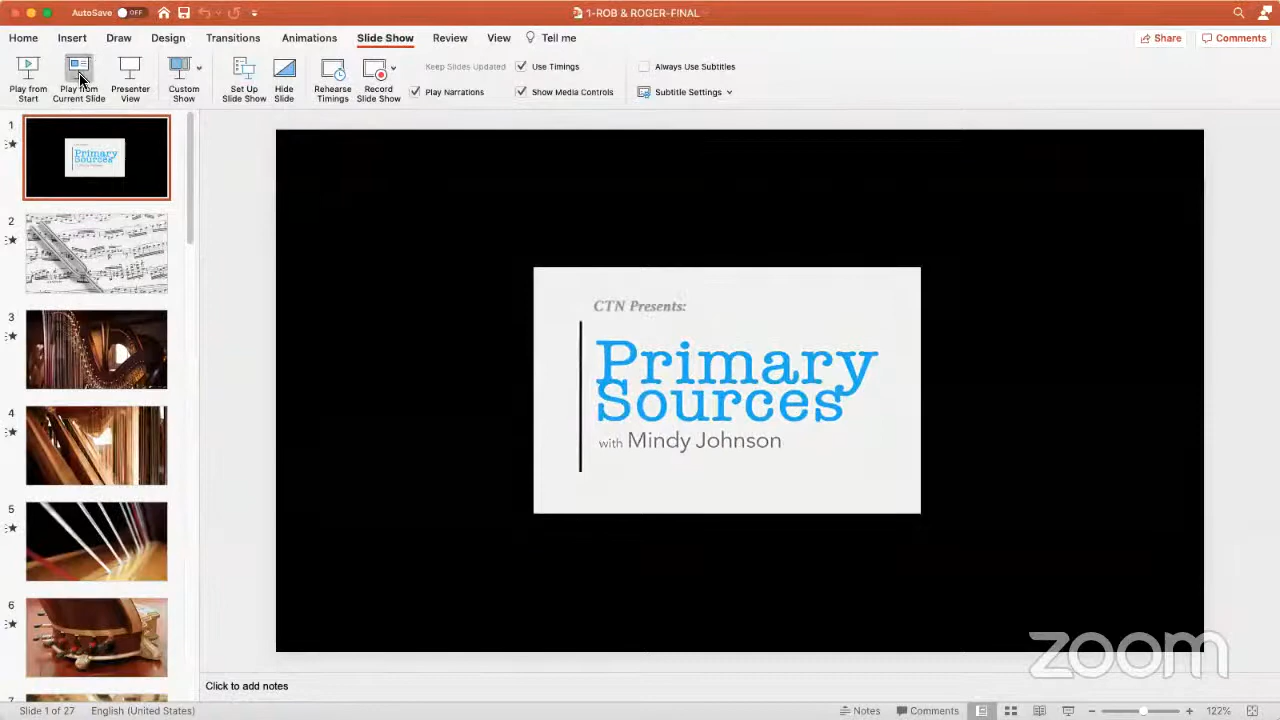 AutoSave OFF
1-ROB & ROGER-FINAL
Home Insert Draw Design Transitions Animations Slide Show Review View Tell me
Share Comments
Play from Start
Play from Current Slide
Presenter View
Custom Show
Set Up Slide Show
Hide Slide
Rehearse Timings
Record Slide Show
Keep Slides Updated
Play Narrations
Use Timings
Show Media Controls
Always Use Subtitles
Subtitle Settings
1
Primary
Sources
2
3
4
5
6
CTN Presents:
Primary
Sources
with Mindy Johnson
zoom
Click to add notes
Slide 1 of 27 English (United States) Notes Comments 122%